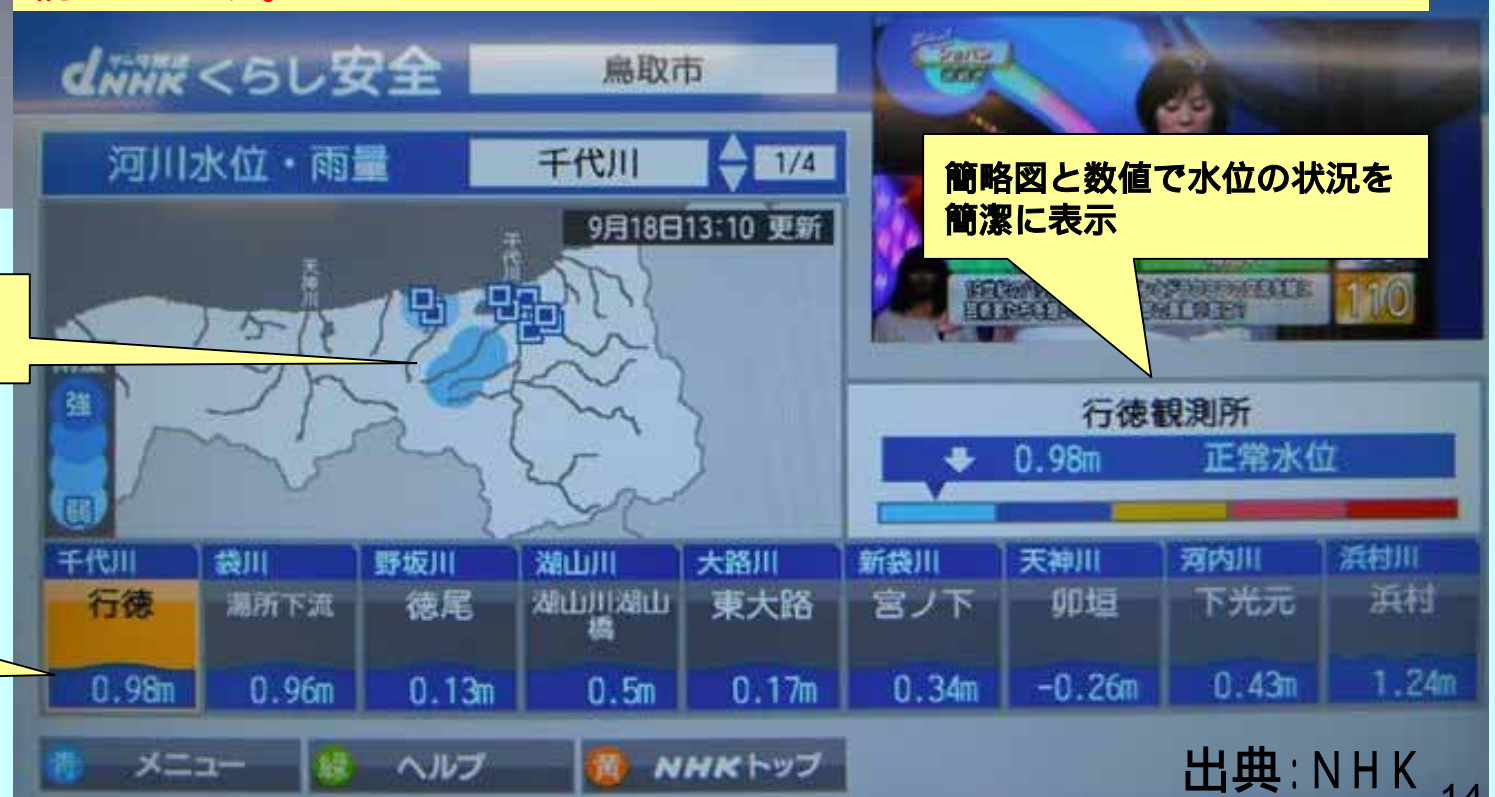 データ放送
dNHK くらし安全
鳥取市
河川水位・雨量
千代川
1/4
9月18日13:10 更新
千代川
天神川
強
弱
簡略図と数値で水位の状況を
簡潔に表示
110
行徳観測所
0.98m 正常水位
千代川 袋川 野坂川 湖山川 大路川 新袋川 天神川 河内川 浜村川
行徳 湯所下流 徳尾 湖山川湖山 東大路 宮ノ下 卯垣 下光元 浜村
橋
0.98m 0.96m 0.13m 0.5m 0.17m 0.34m -0.26m 0.43m 1.24m
青 メニュー 緑 ヘルプ 黄 NHKトップ
出典:NHK
14